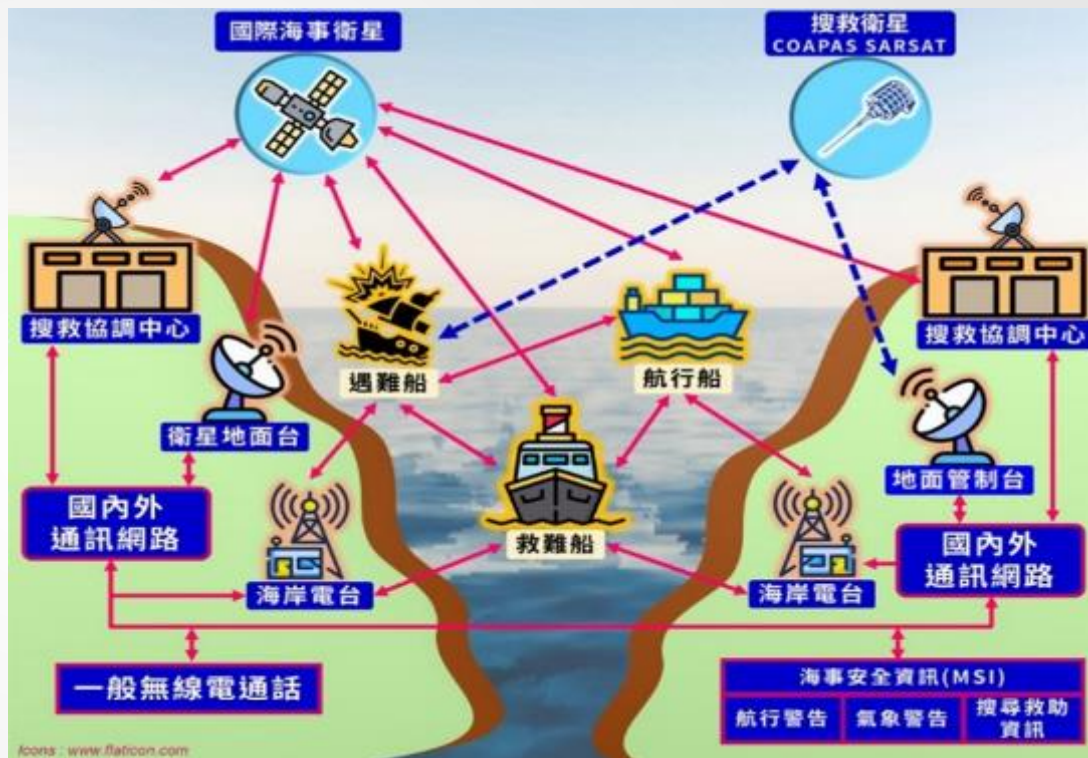 國際海事衛星
搜救衛星
COAPAS SARSAT
搜救協調中心
搜救協調中心
遇難船
航行船
衛星地面台
救難船
地面管制台
國內外
通訊網路
國內外
通訊網路
海岸電台
海岸電台
一般無線電通話
海事安全資訊(MSI)
航行警告
氣象警告
搜尋救助
資訊
Icons : www.flaticon.com